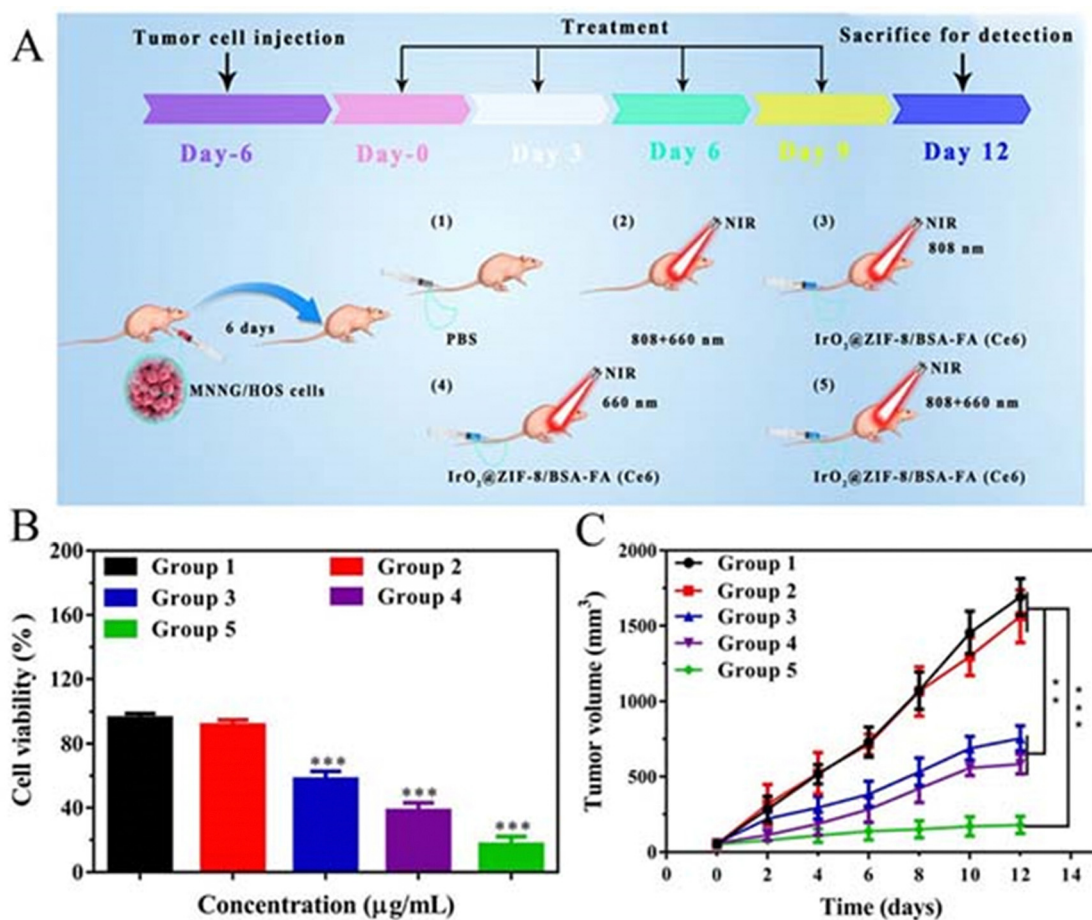 A
Tumor cell injection
Treatment
Sacrifice for detection
Day-6
Day-0
Day 3
Day 6
Day 9
Day 12
(1)
(2)
(3)
NIR
NIR
808 nm
6 days
PBS
808+660 nm
IrO₂@ZIF-8/BSA-FA (Ce6)
MNNG/HOS cells
(4)
NIR
660 nm
(5)
NIR
808+660 nm
IrO₂@ZIF-8/BSA-FA (Ce6)
IrO₂@ZIF-8/BSA-FA (Ce6)
B
200
160
120
80
40
0
Cell viability (%)
Group 1
Group 2
Group 3
Group 4
Group 5
***
***
***
Concentration (μg/mL)
C
2000
1500
1000
500
0
Tumor volume (mm³)
Group 1
Group 2
Group 3
Group 4
Group 5
**
***
0 2 4 6 8 10 12 14
Time (days)